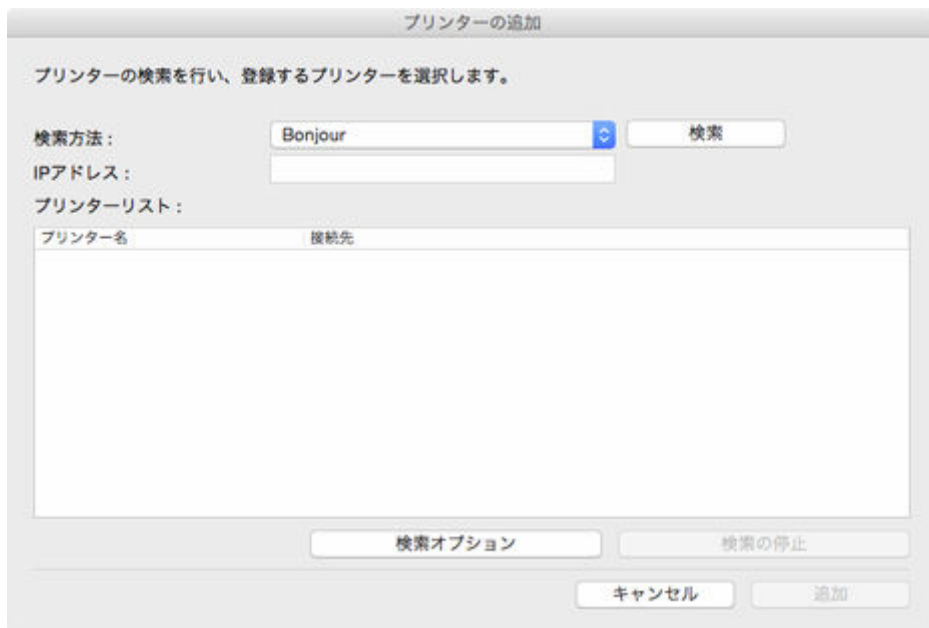 プリンターの追加
プリンターの検索を行い、登録するプリンターを選択します。
検索方法： Bonjour 検索
IPアドレス：
プリンターリスト：
プリンター名 接続先
検索オプション 検索の停止
キャンセル 追加